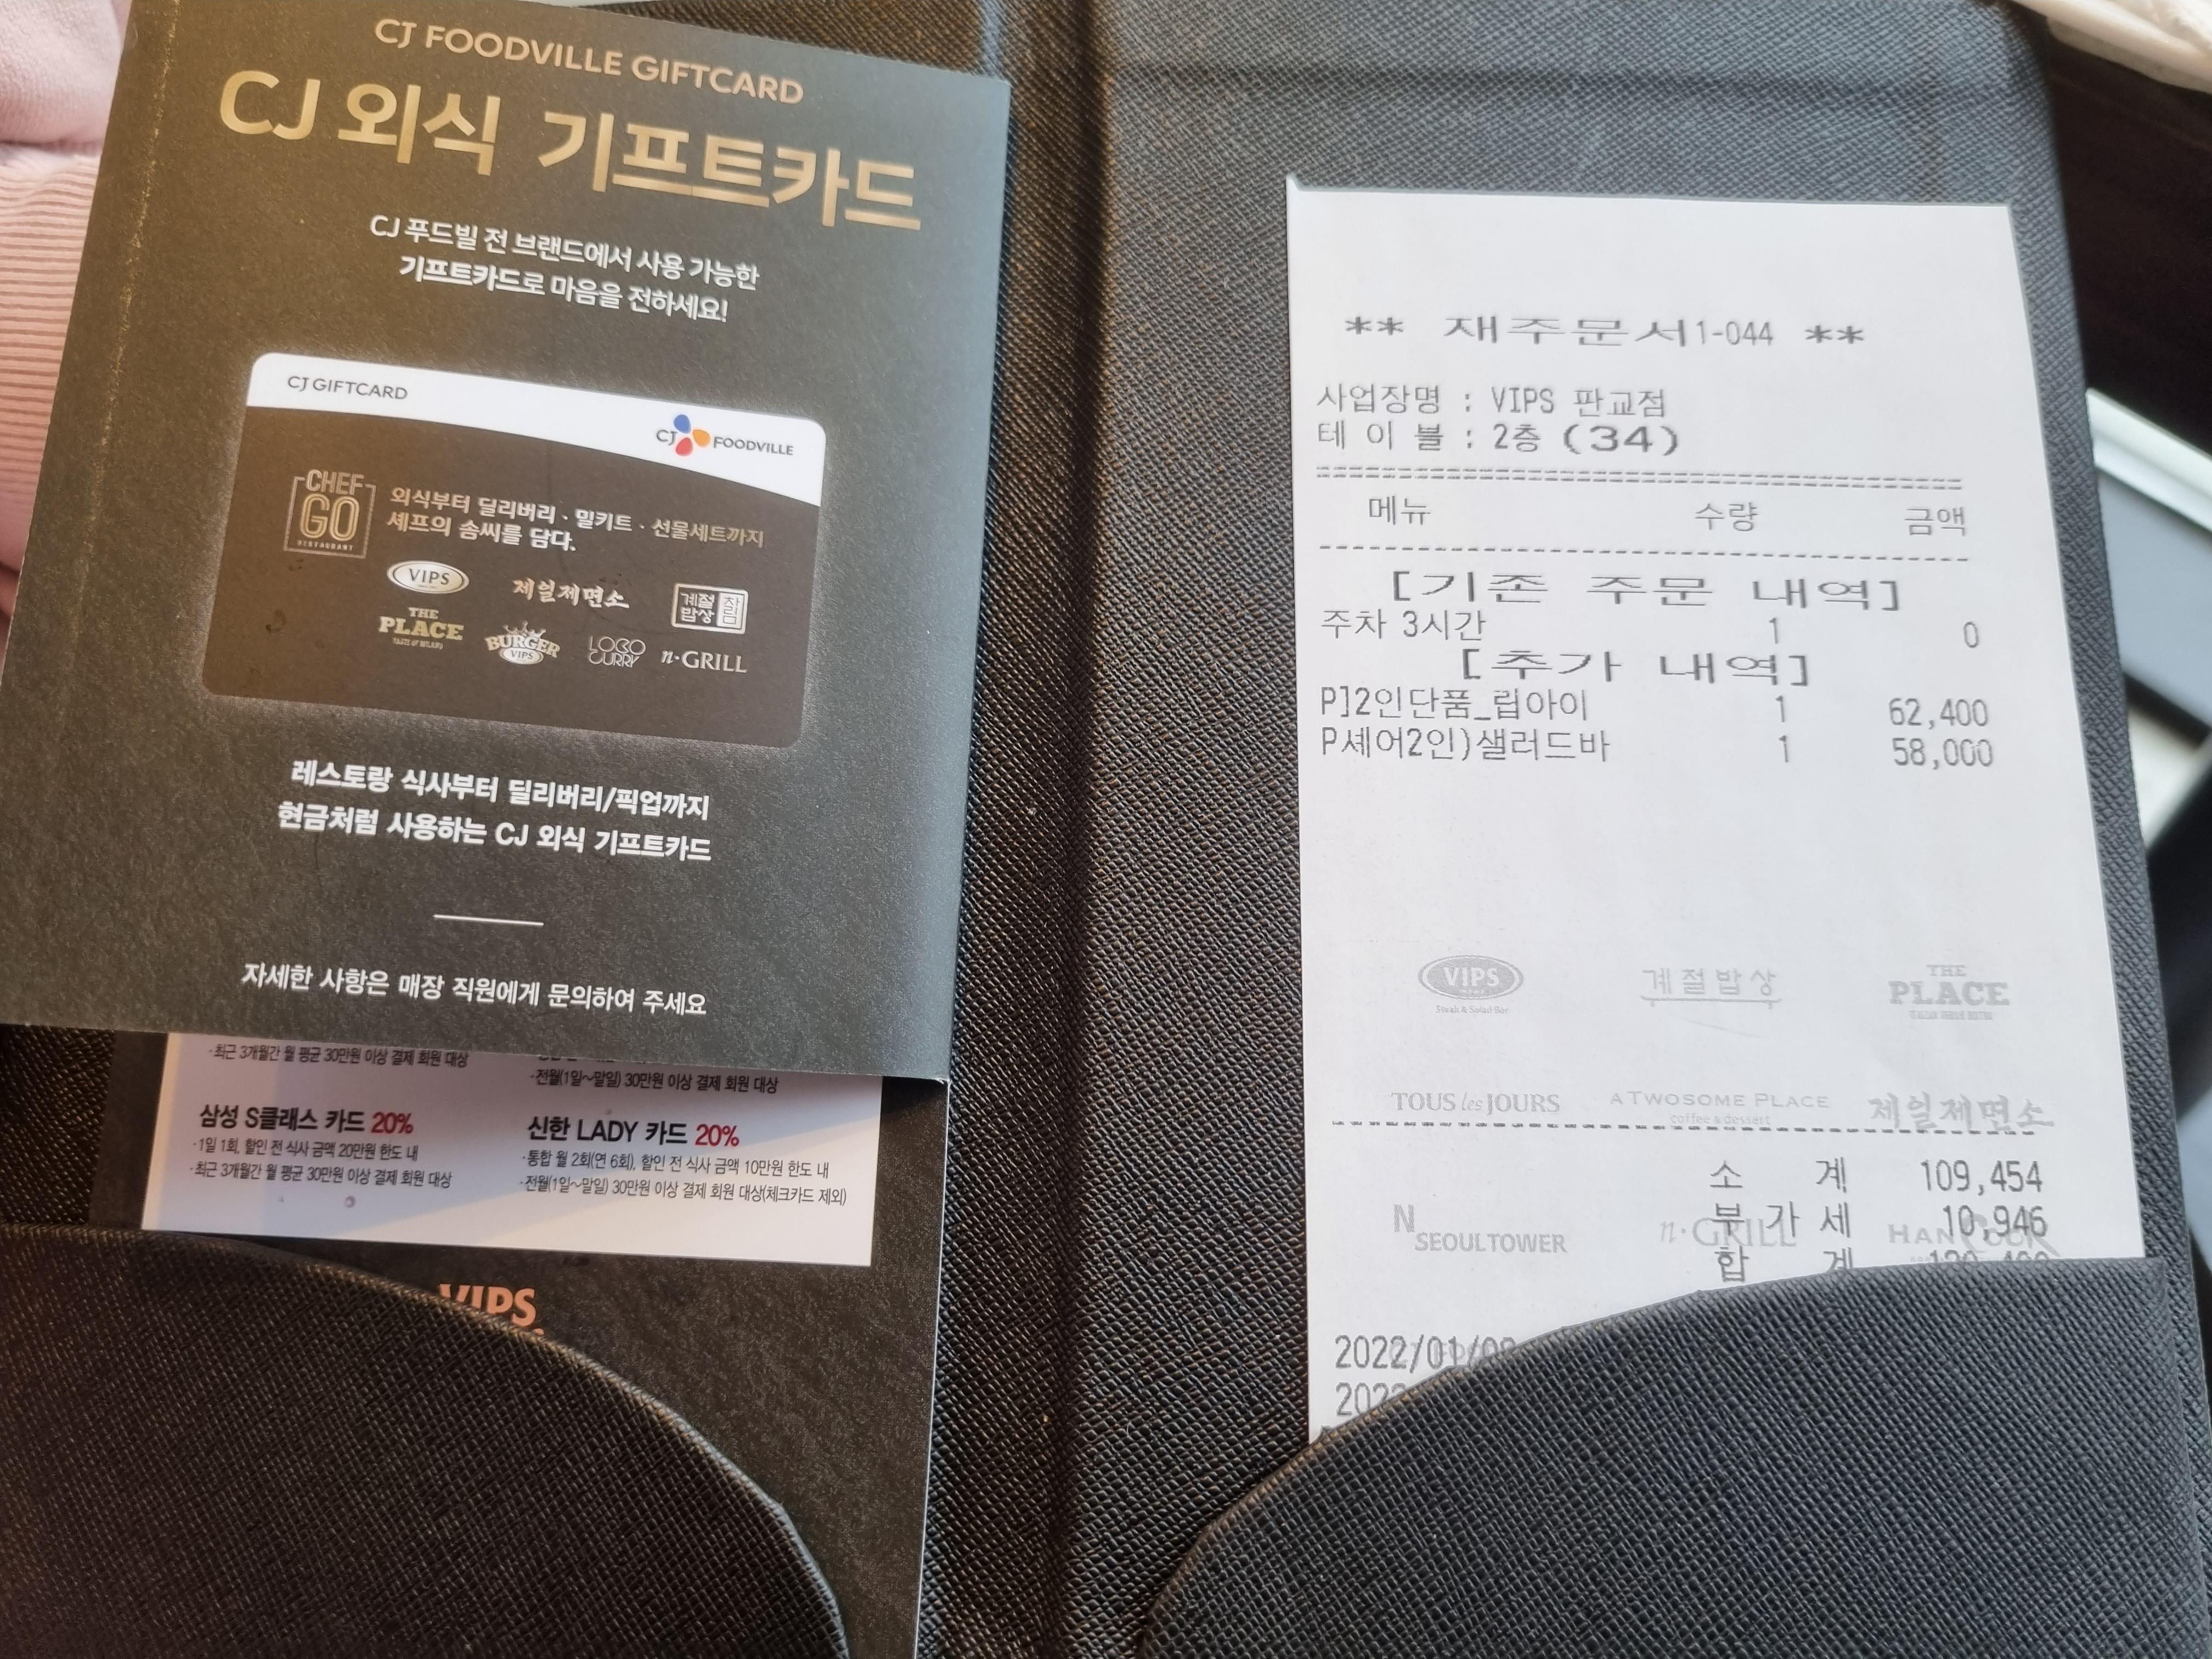 CJ FOODVILLE GIFTCARD
CJ 외식 기프트카드
CJ 푸드빌 전 브랜드에서 사용 가능한
기프트카드로 마음을 전하세요!
CJ GIFTCARD
CJ FOODVILLE
CHEF
GO
RESTAURANT
외식부터 딜리버리 · 밀키트 · 선물세트까지
셰프의 솜씨를 담다.
VIPS
제일제면소
계절밥상
THE
PLACE
BURGER
VIPS
LOCO
CURRY
n·GRILL
레스토랑 식사부터 딜리버리/픽업까지
현금처럼 사용하는 CJ 외식 기프트카드
자세한 사항은 매장 직원에게 문의하여 주세요
·최근 3개월간 월 평균 30만원 이상 결제 회원 대상
·전월(1일~말일) 30만원 이상 결제 회원 대상
삼성 S클래스 카드 20%
·1일 1회, 할인 전 식사 금액 20만원 한도 내
·최근 3개월간 월 평균 30만원 이상 결제 회원 대상
신한 LADY 카드 20%
·통합 월 2회(연 6회), 할인 전 식사 금액 10만원 한도 내
·전월(1일~말일) 30만원 이상 결제 회원 대상(체크카드 제외)
VIPS
** 재주문서1-044 **
사업장명 : VIPS 판교점
테 이 블 : 2층 (34)
메뉴 수량 금액
[기존 주문 내역]
주차 3시간 1 0
[추가 내역]
P]2인단품_립아이 1 62,400
P세어2인)샐러드바 1 58,000
VIPS
Steak & Salad Bar
계절밥상
THE
PLACE
TOUS les JOURS
A TWOSOME PLACE
coffee & dessert
제일제면소
소 계 109,454
부 가 세 10,946
합 계
N
SEOULTOWER
n·GRILL
2022/01/